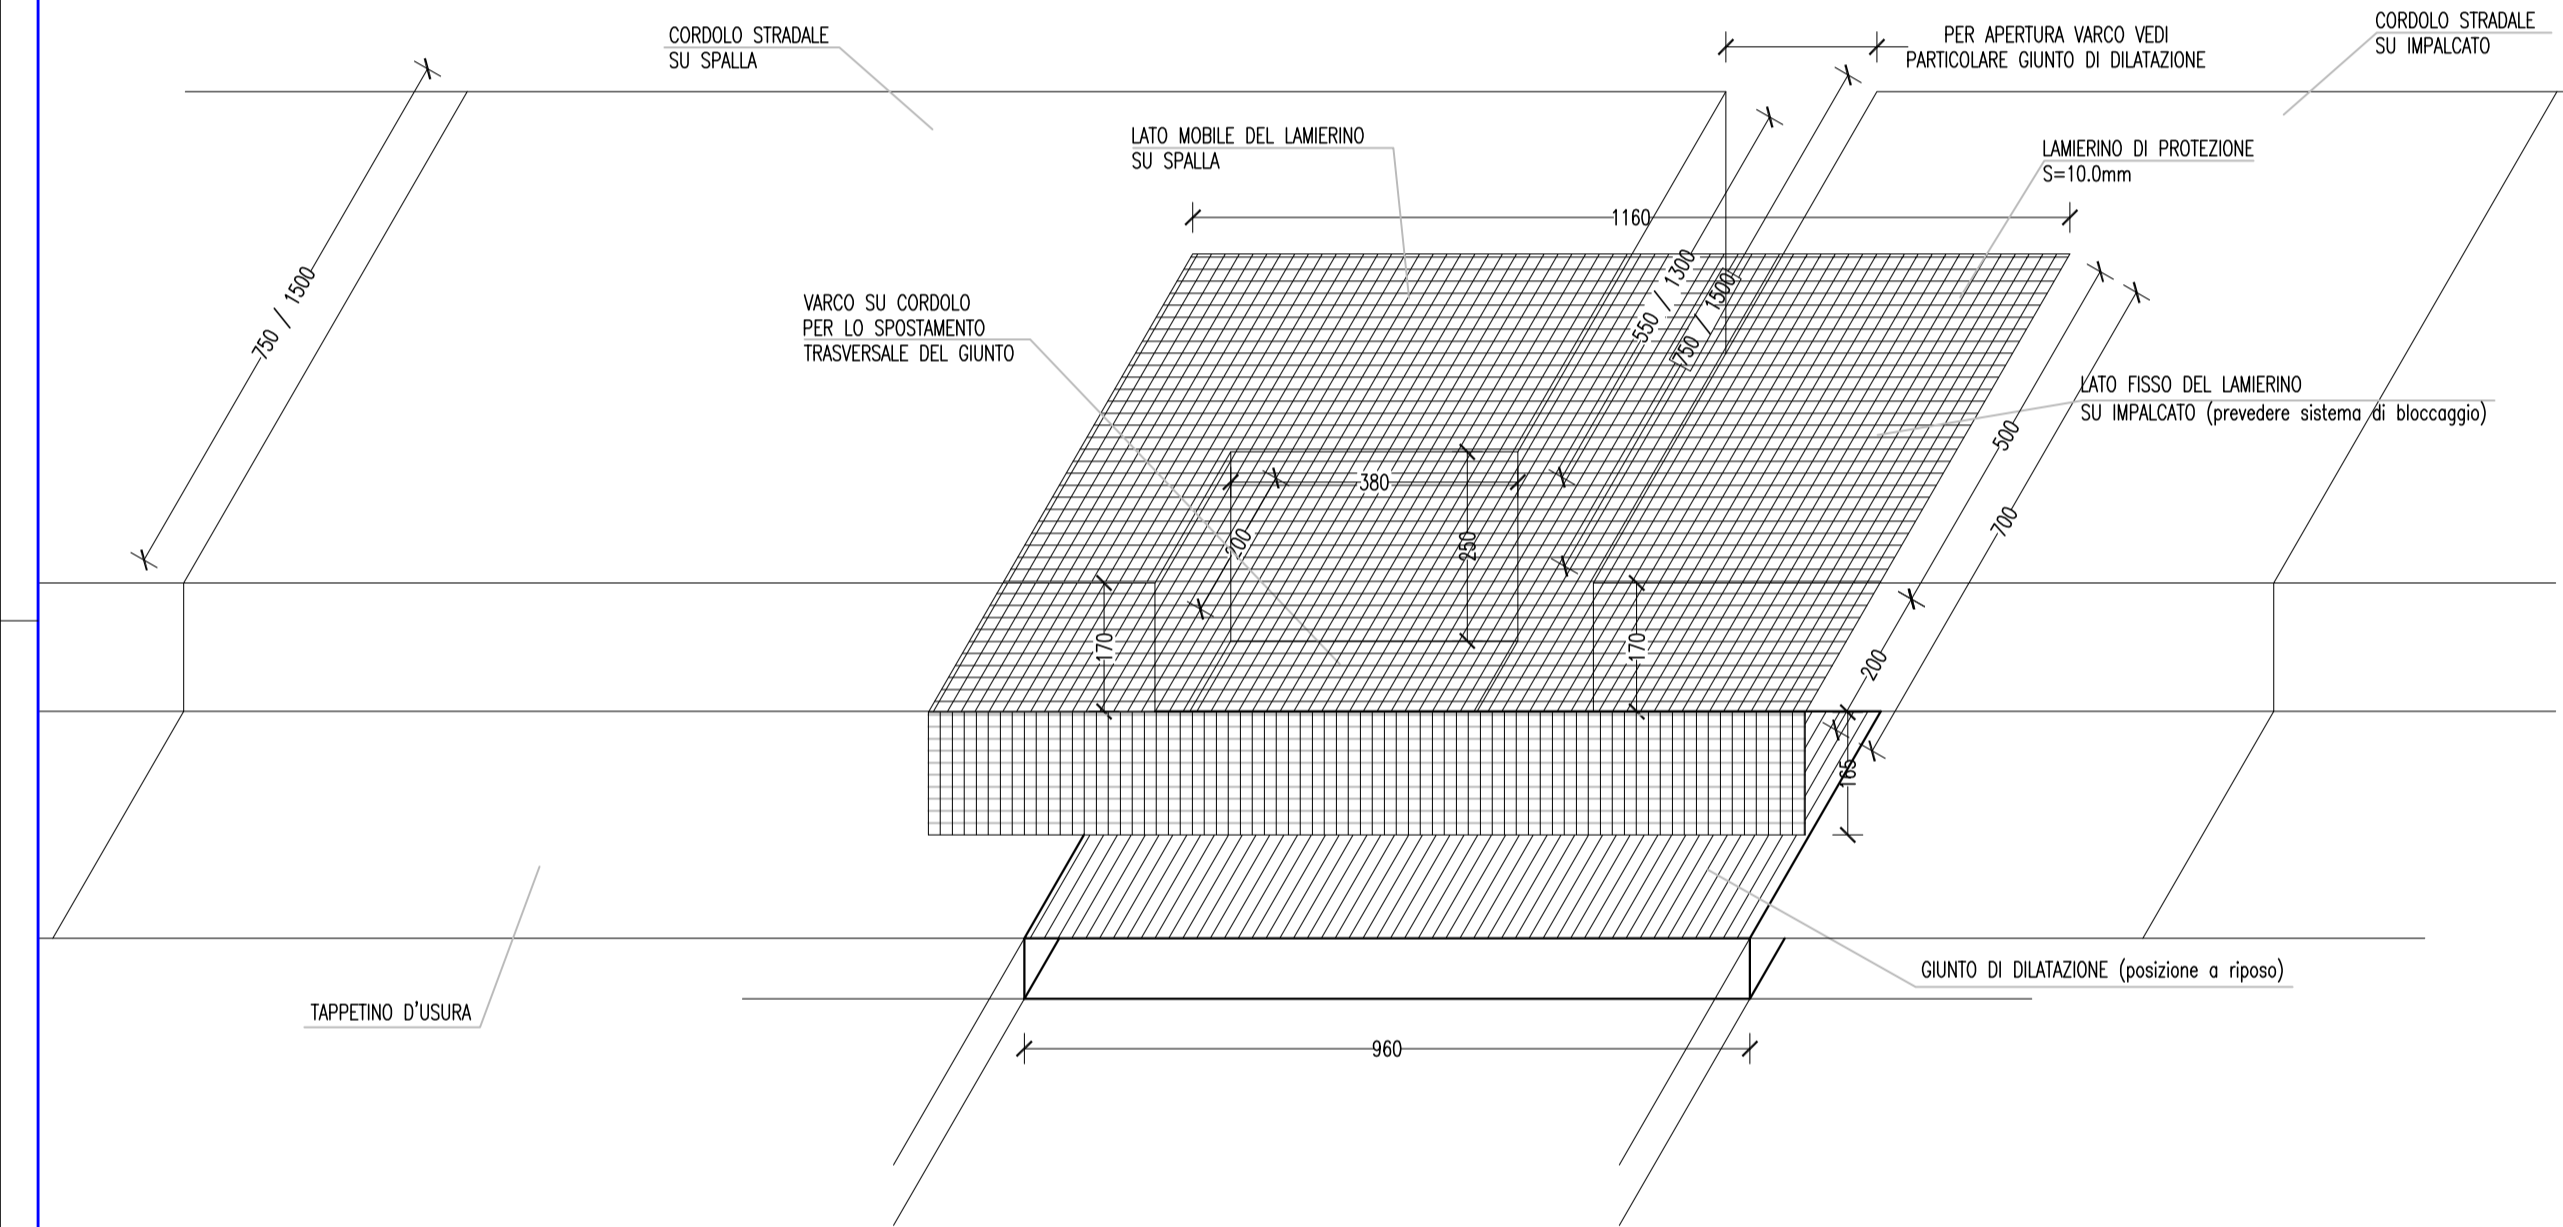 CORDOLO STRADALE
SU SPALLA
PER APERTURA VARCO VEDI
PARTICOLARE GIUNTO DI DILATAZIONE
CORDOLO STRADALE
SU IMPALCATO
LATO MOBILE DEL LAMIERINO
SU SPALLA
LAMIERINO DI PROTEZIONE
S=10.0mm
1160
750 / 1500
550 / 1300
750 / 1500
VARCO SU CORDOLO
PER LO SPOSTAMENTO
TRASVERSALE DEL GIUNTO
LATO FISSO DEL LAMIERINO
SU IMPALCATO (prevedere sistema di bloccaggio)
500
380
700
200
250
170
170
200
165
GIUNTO DI DILATAZIONE (posizione a riposo)
TAPPETINO D'USURA
960